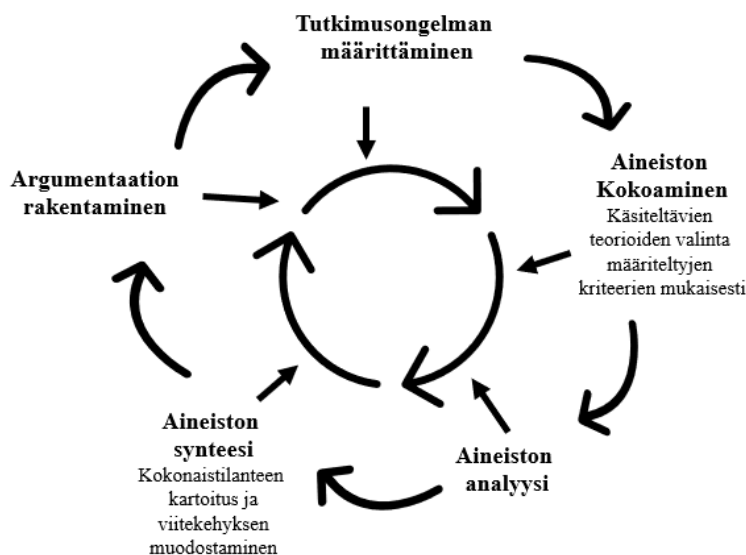 Tutkimusongelman
määrittäminen
Aineiston
Kokoaminen
Käsiteltävien
teorioiden valinta
määriteltyjen
kriteerien mukaisesti
Aineiston
analyysi
Aineiston
synteesi
Kokonaistilanteen
kartoitus ja
viitekehyksen
muodostaminen
Argumentaation
rakentaminen